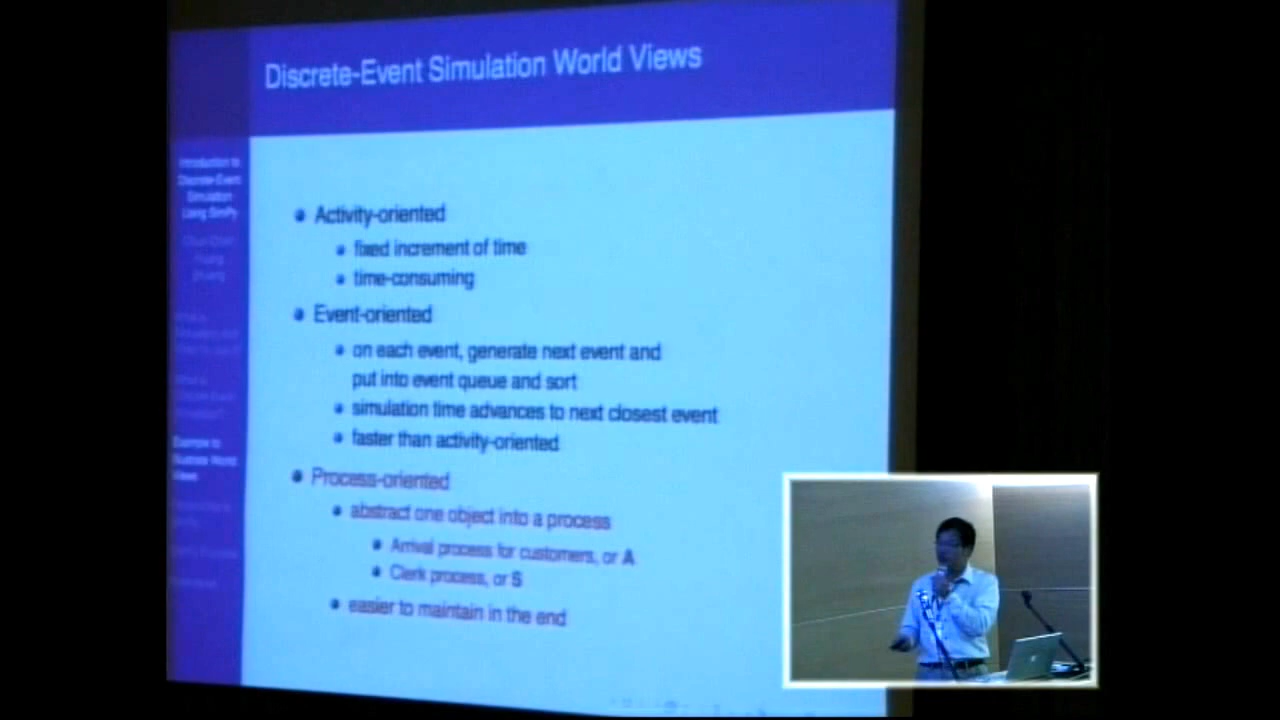 Discrete-Event Simulation World Views
Introduction to
Discrete-Event
Simulation
Using SimPy
Activity-oriented
fixed increment of time
time-consuming
Event-oriented
on each event, generate next event and
put into event queue and sort
simulation time advances to next closest event
faster than activity-oriented
Process-oriented
abstract one object into a process
Arrival process for customers, or A
Clerk process, or S
easier to maintain in the end
Example to
Illustrate World
Views